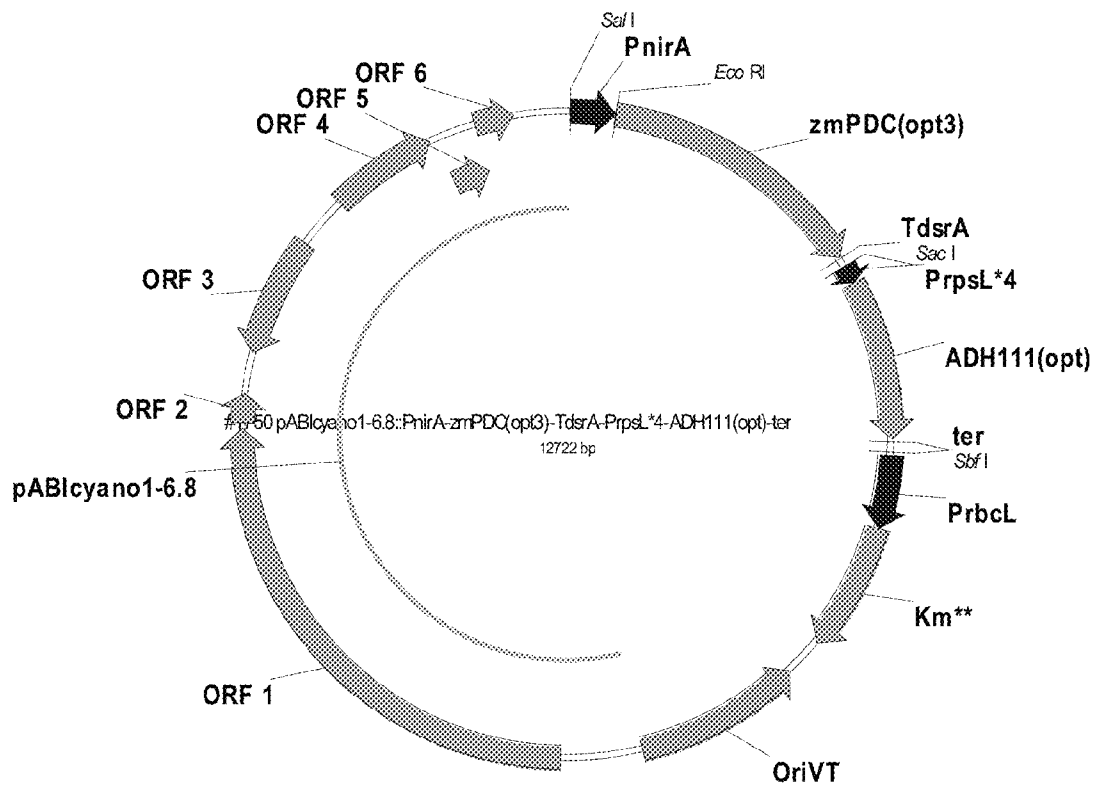 Sal I
PnirA
Eco RI
ORF 6
ORF 5
ORF 4
zmPDC(opt3)
TdsrA
Sac I
PrpsL*4
ORF 3
ADH111(opt)
ORF 2
50 pABIcyano1-6.8::PnirA-zmPDC(opt3)-TdsrA-PrpsL*4-ADH111(opt)-ter
12722 bp
ter
Sbf I
pABIcyano1-6.8
PrbcL
Km**
ORF 1
OriVT